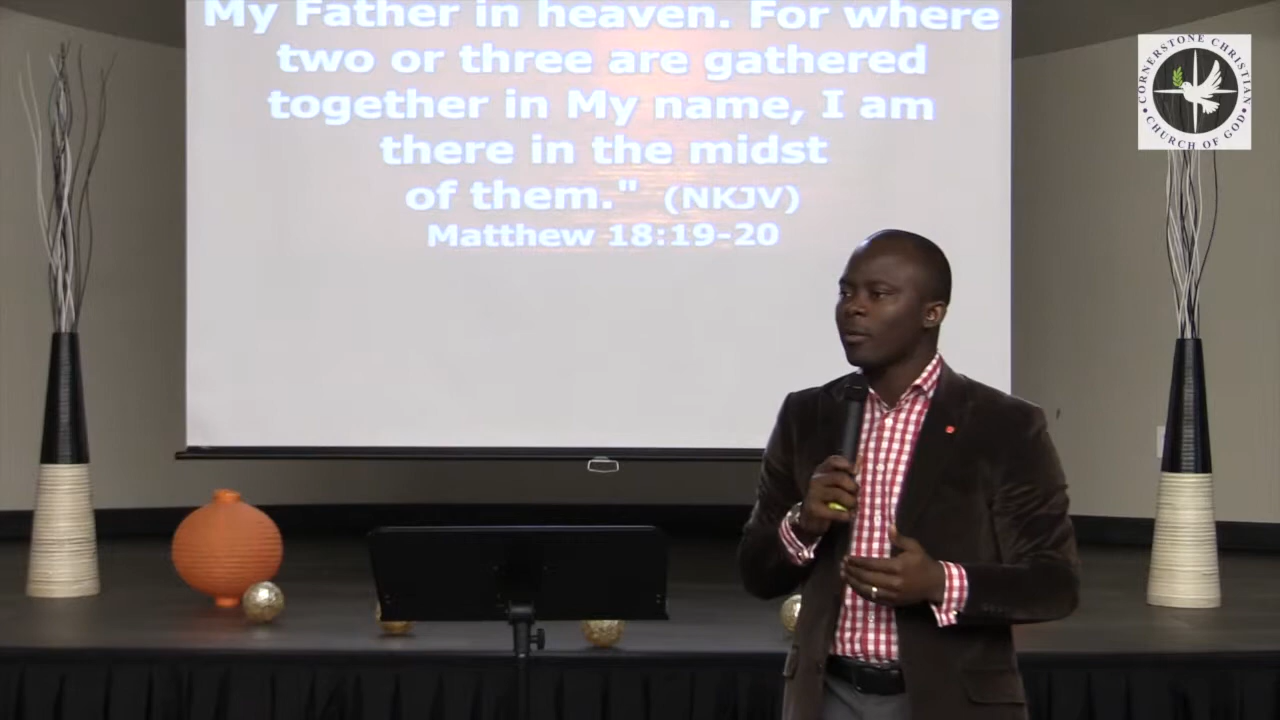 My Father in heaven. For where
two or three are gathered
together in My name, I am
there in the midst
of them." (NKJV)
Matthew 18:19-20
CORNERSTONE CHRISTIAN
CHURCH OF GOD